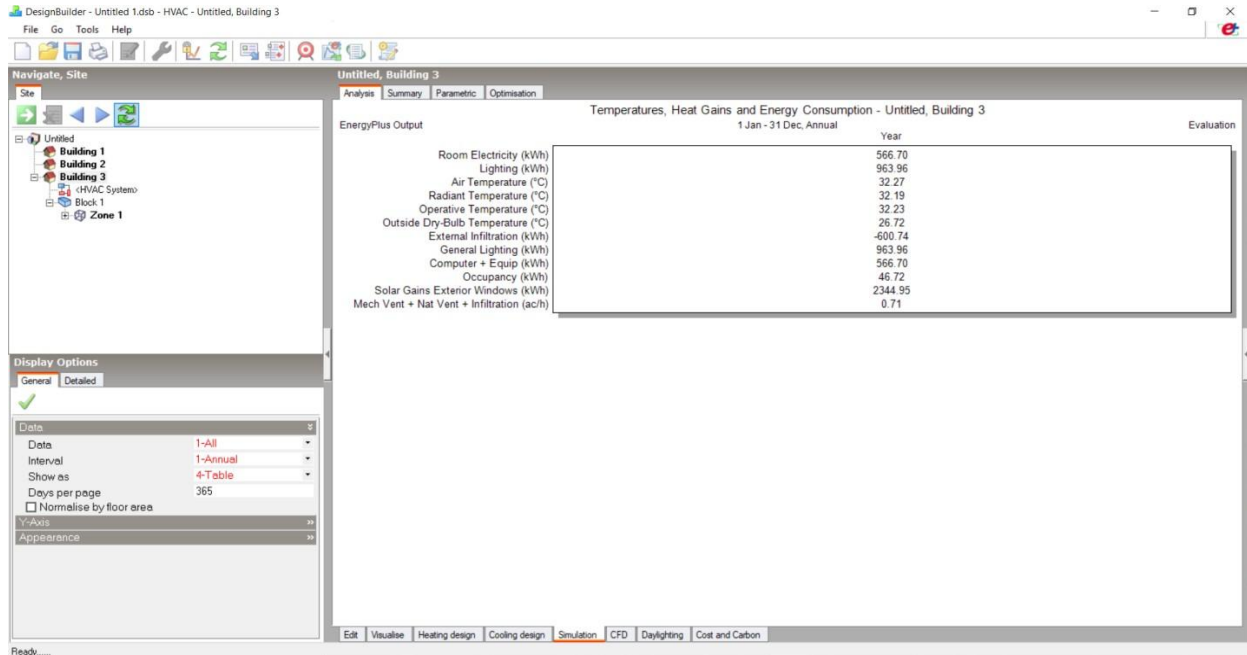 DesignBuilder - Untitled 1.dsb - HVAC - Untitled, Building 3
File Go Tools Help
Navigate, Site
Site
Untitled
Building 1
Building 2
Building 3
<HVAC System>
Block 1
Zone 1
Display Options
General Detailed
Data
Data 1-All
Interval 1-Annual
Show as 4-Table
Days per page 365
Normalise by floor area
Y-Axis
Appearance
Untitled, Building 3
Analysis Summary Parametric Optimisation
Temperatures, Heat Gains and Energy Consumption - Untitled, Building 3
EnergyPlus Output 1 Jan - 31 Dec, Annual Evaluation
Year
Room Electricity (kWh) 566.70
Lighting (kWh) 963.96
Air Temperature (°C) 32.27
Radiant Temperature (°C) 32.19
Operative Temperature (°C) 32.23
Outside Dry-Bulb Temperature (°C) 26.72
External Infiltration (kWh) -600.74
General Lighting (kWh) 963.96
Computer + Equip (kWh) 566.70
Occupancy (kWh) 46.72
Solar Gains Exterior Windows (kWh) 2344.95
Mech Vent + Nat Vent + Infiltration (ac/h) 0.71
Edit Visualise Heating design Cooling design Simulation CFD Daylighting Cost and Carbon
Ready......